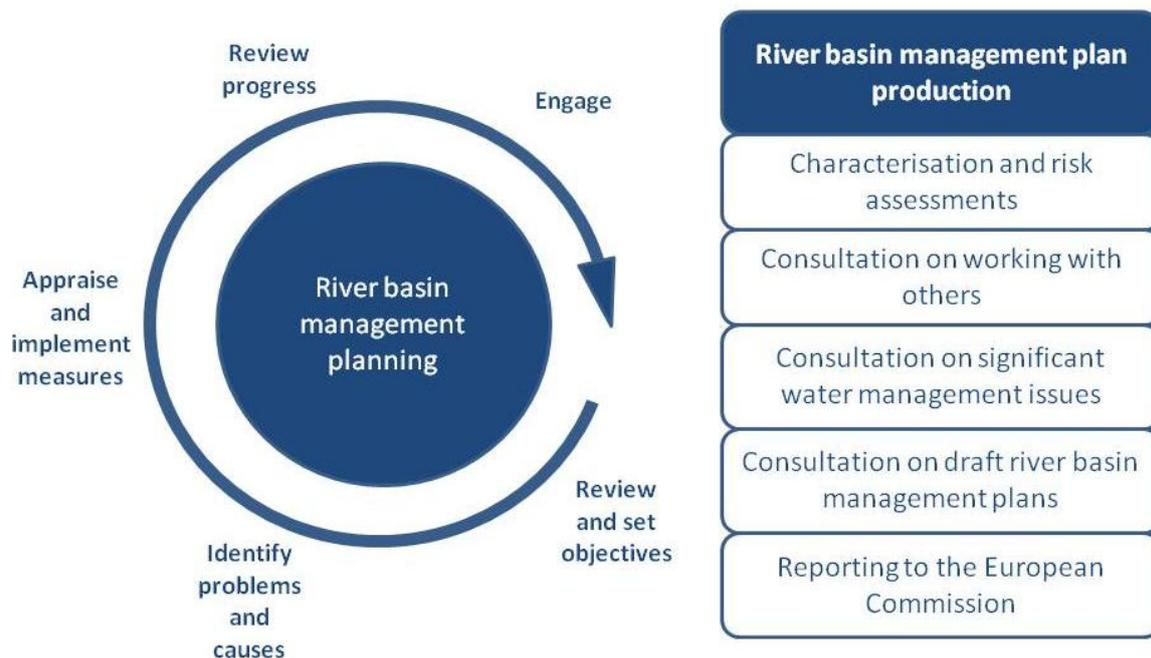 Review
progress
Engage
Appraise
and
implement
measures
River basin
management
planning
Review
and set
objectives
Identify
problems
and
causes
River basin management plan
production
Characterisation and risk
assessments
Consultation on working with
others
Consultation on significant
water management issues
Consultation on draft river basin
management plans
Reporting to the European
Commission